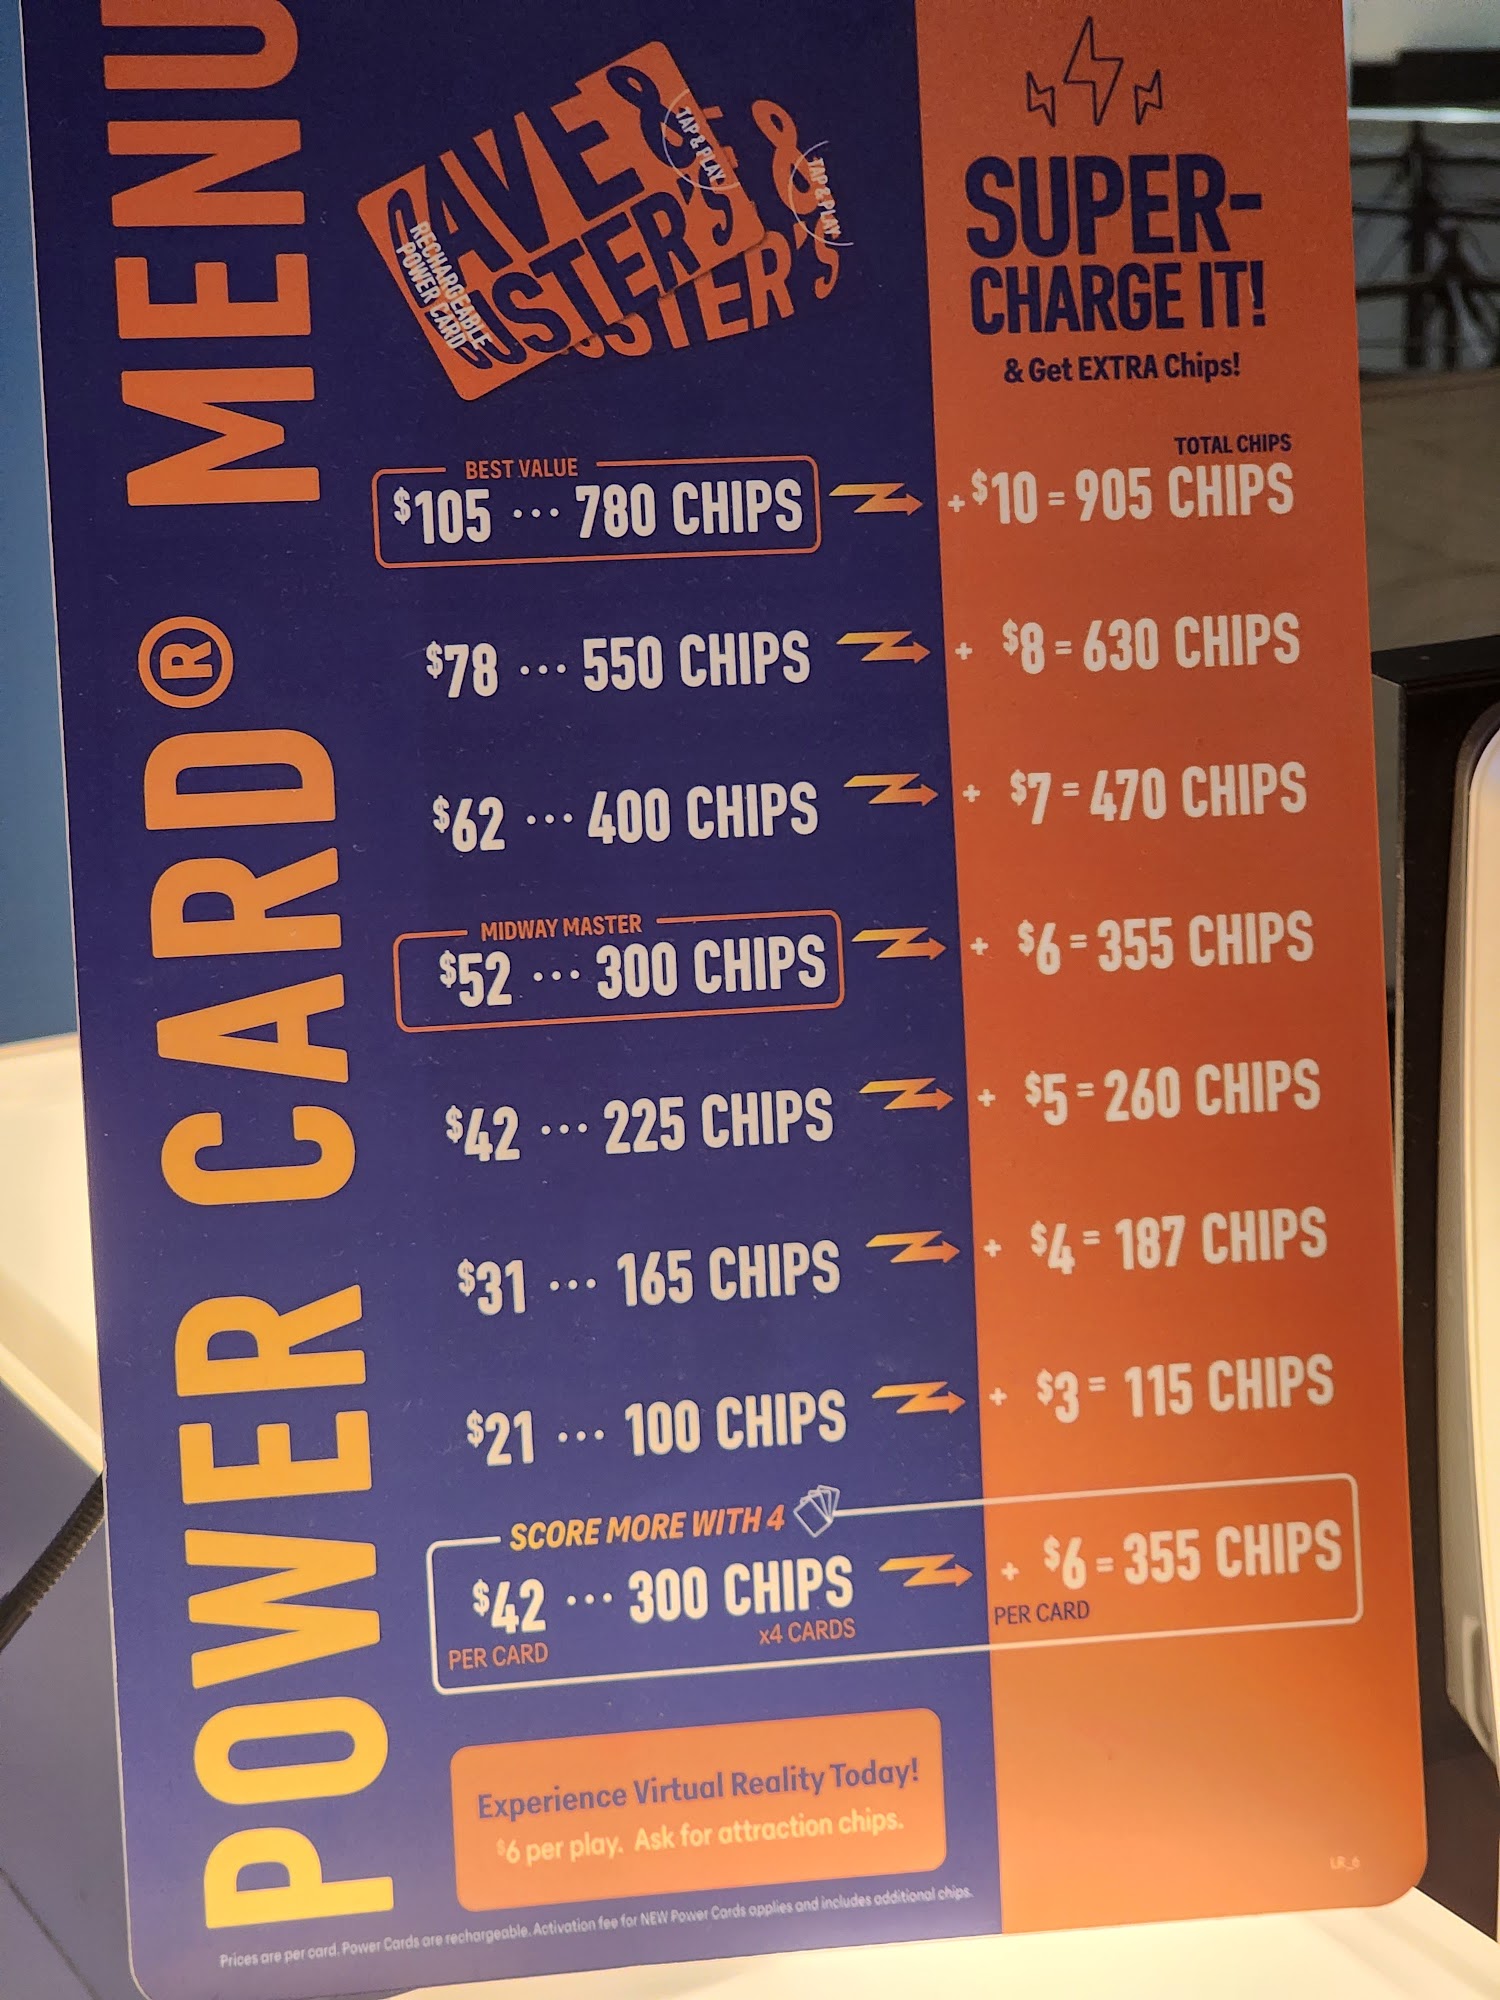 POWER CARD® MENU
DAVE &
BUSTER'S
TAP & PLAY
RECHARGEABLE
POWER CARD
&
STER'S
TAP & PLAY
SUPER-
CHARGE IT!
& Get EXTRA Chips!
TOTAL CHIPS
BEST VALUE
$105 ··· 780 CHIPS + $10 = 905 CHIPS
$78 ··· 550 CHIPS + $8 = 630 CHIPS
$62 ··· 400 CHIPS + $7 = 470 CHIPS
MIDWAY MASTER
$52 ··· 300 CHIPS + $6 = 355 CHIPS
$42 ··· 225 CHIPS + $5 = 260 CHIPS
$31 ··· 165 CHIPS + $4 = 187 CHIPS
$21 ··· 100 CHIPS + $3 = 115 CHIPS
SCORE MORE WITH 4
$42 ··· 300 CHIPS + $6 = 355 CHIPS
PER CARD x4 CARDS PER CARD
Experience Virtual Reality Today!
$6 per play. Ask for attraction chips.
LR_6
Prices are per card. Power Cards are rechargeable. Activation fee for NEW Power Cards applies and includes additional chips.